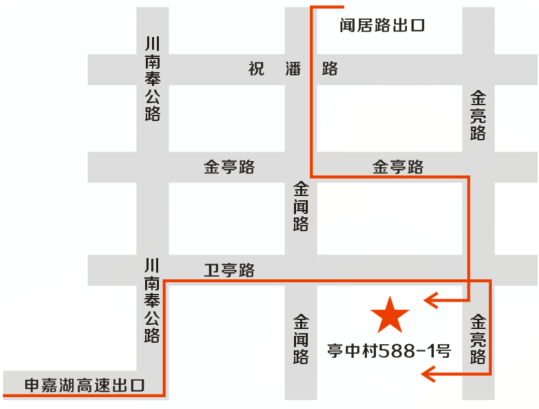 闻居路出口
川南奉公路
祝潘路
金亮路
金亭路
金亭路
金闻路
川南奉公路
卫亭路
金闻路
金亮路
亭中村588-1号
申嘉湖高速出口